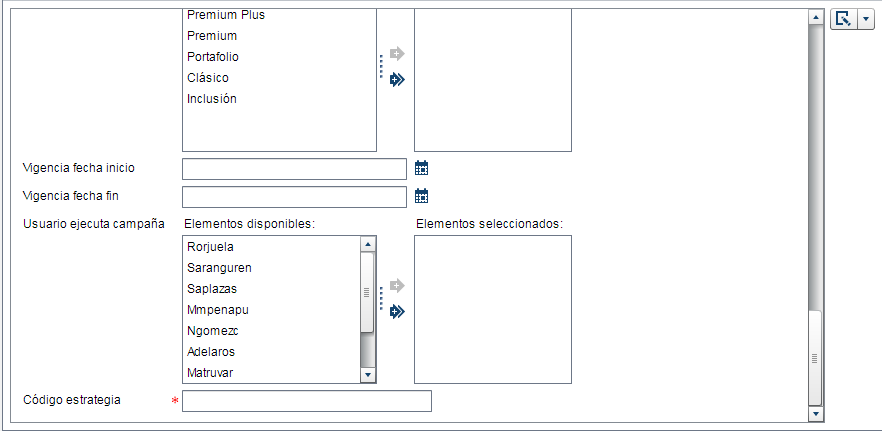 Premium Plus
Premium
Portafolio
Clásico
Inclusión
Vigencia fecha inicio
Vigencia fecha fin
Usuario ejecuta campaña
Elementos disponibles:
Elementos seleccionados:
Rorjuela
Saranguren
Saplazas
Mmpenapu
Ngomezc
Adelaros
Matruvar
Código estrategia *